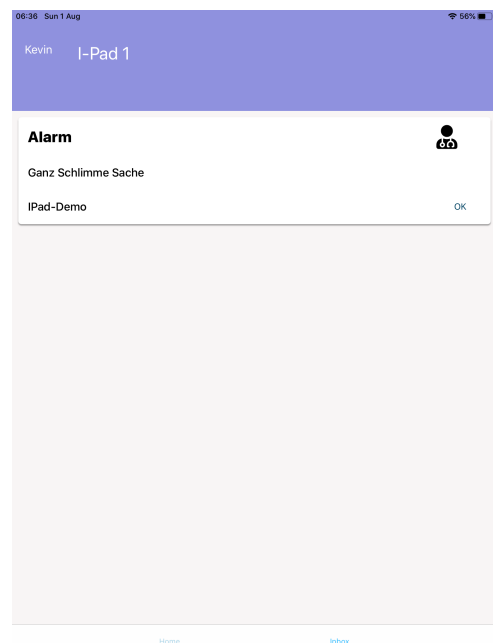 06:36 Sun 1 Aug 56%
Kevin I-Pad 1
Alarm
Ganz Schlimme Sache
IPad-Demo OK
Home Inbox